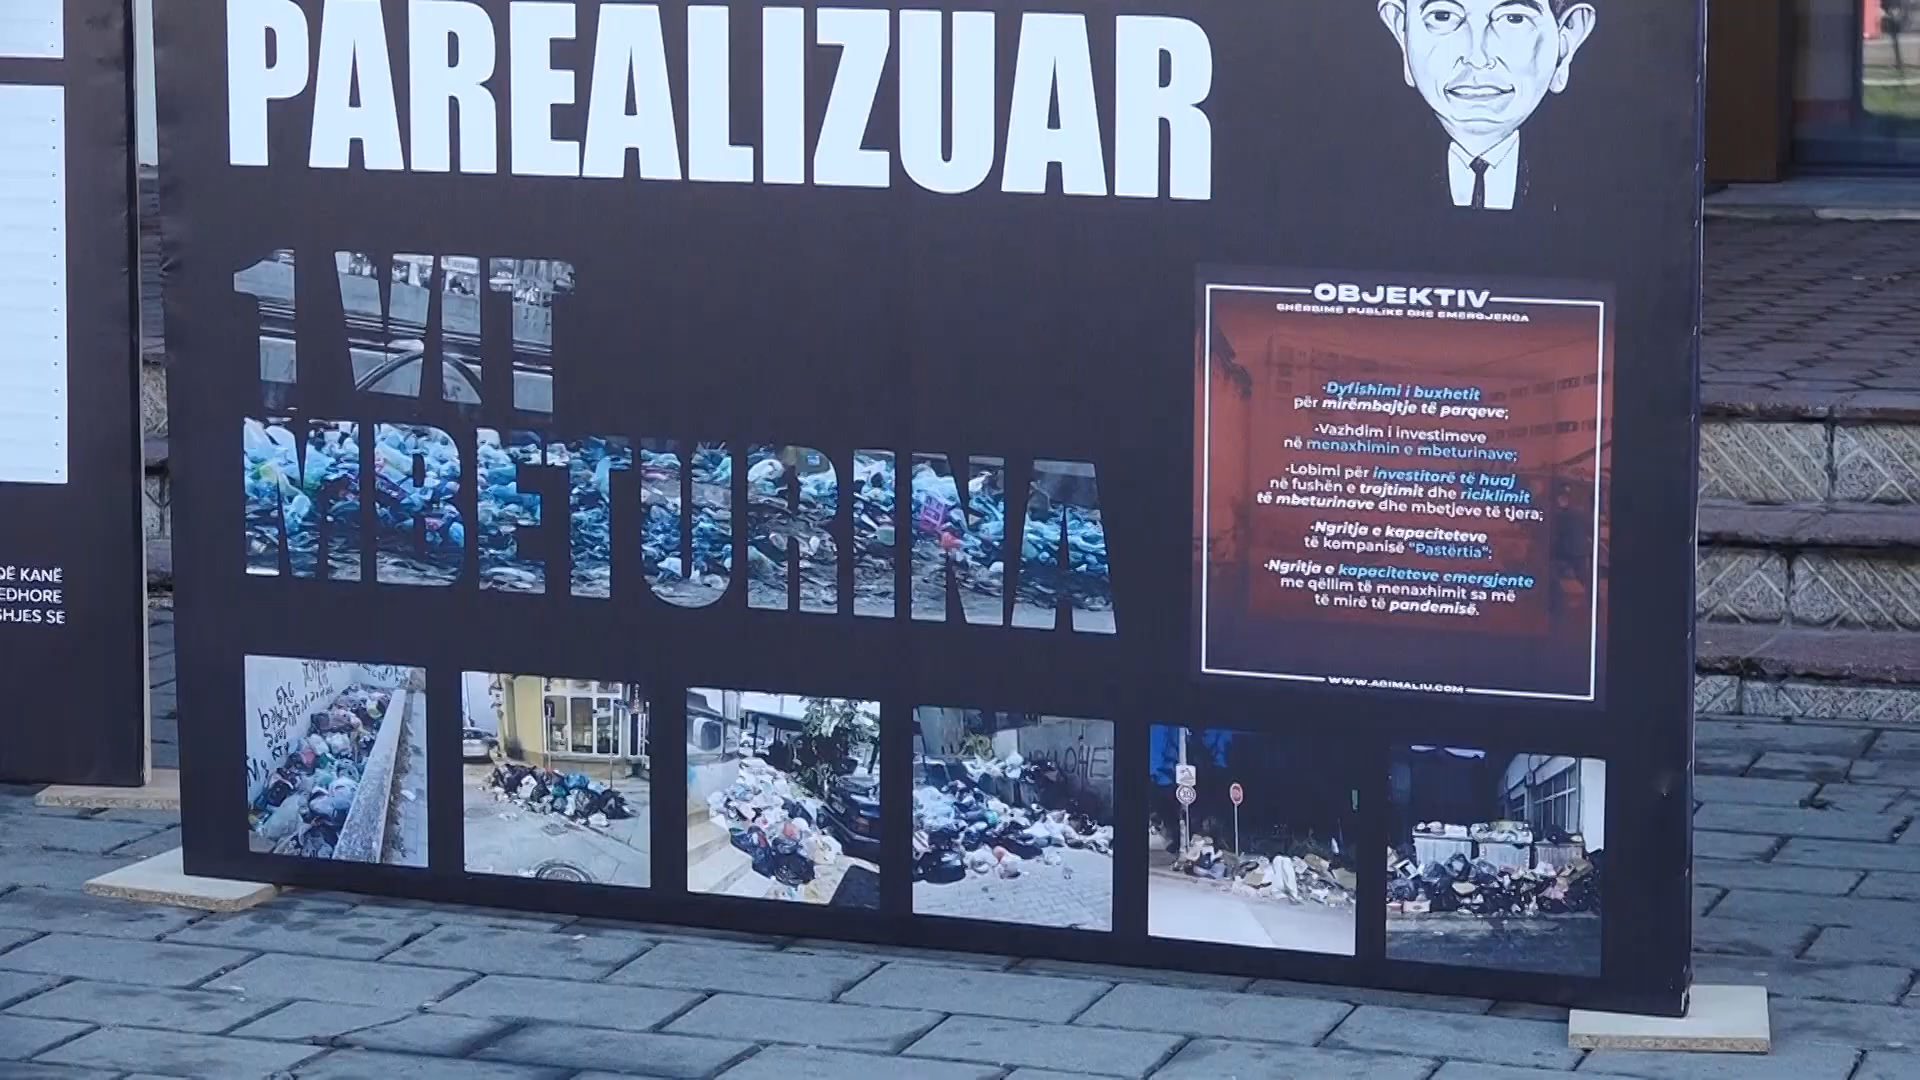 PAREALIZUAR
1 VIT
MBETURINA
OBJEKTIV
SHËRBIME PUBLIKE DHE EMERGJENCA
·Dyfishimi i buxhetit
për mirëmbajtje të parqeve;
·Vazhdim i investimeve
në menaxhimin e mbeturinave;
·Lobimi për investitorë të huaj
në fushën e trajtimit dhe riciklimit
të mbeturinave dhe mbetjeve të tjera;
·Ngritja e kapaciteteve
të kompanisë "Pastërtia";
·Ngritja e kapaciteteve emergjente
me qëllim të menaxhimit sa më
të mirë të pandemisë.
WWW.AGIMALIU.COM
QË KANË
EDHORE
SHJES SE